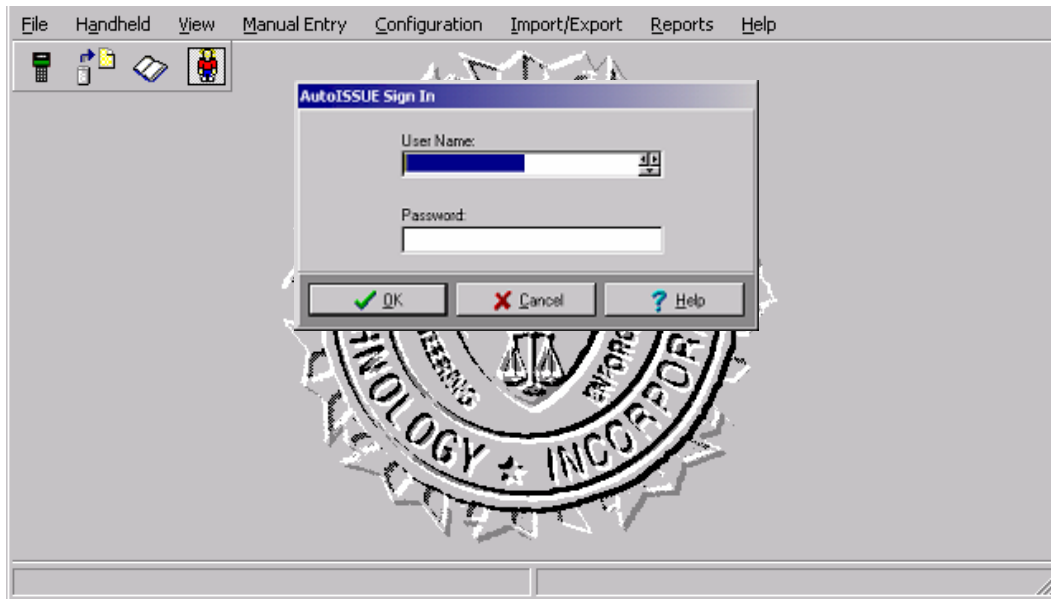 File Handheld View Manual Entry Configuration Import/Export Reports Help
AutoISSUE Sign In
User Name:
Password:
OK Cancel Help
NOLOGY INCORPOR